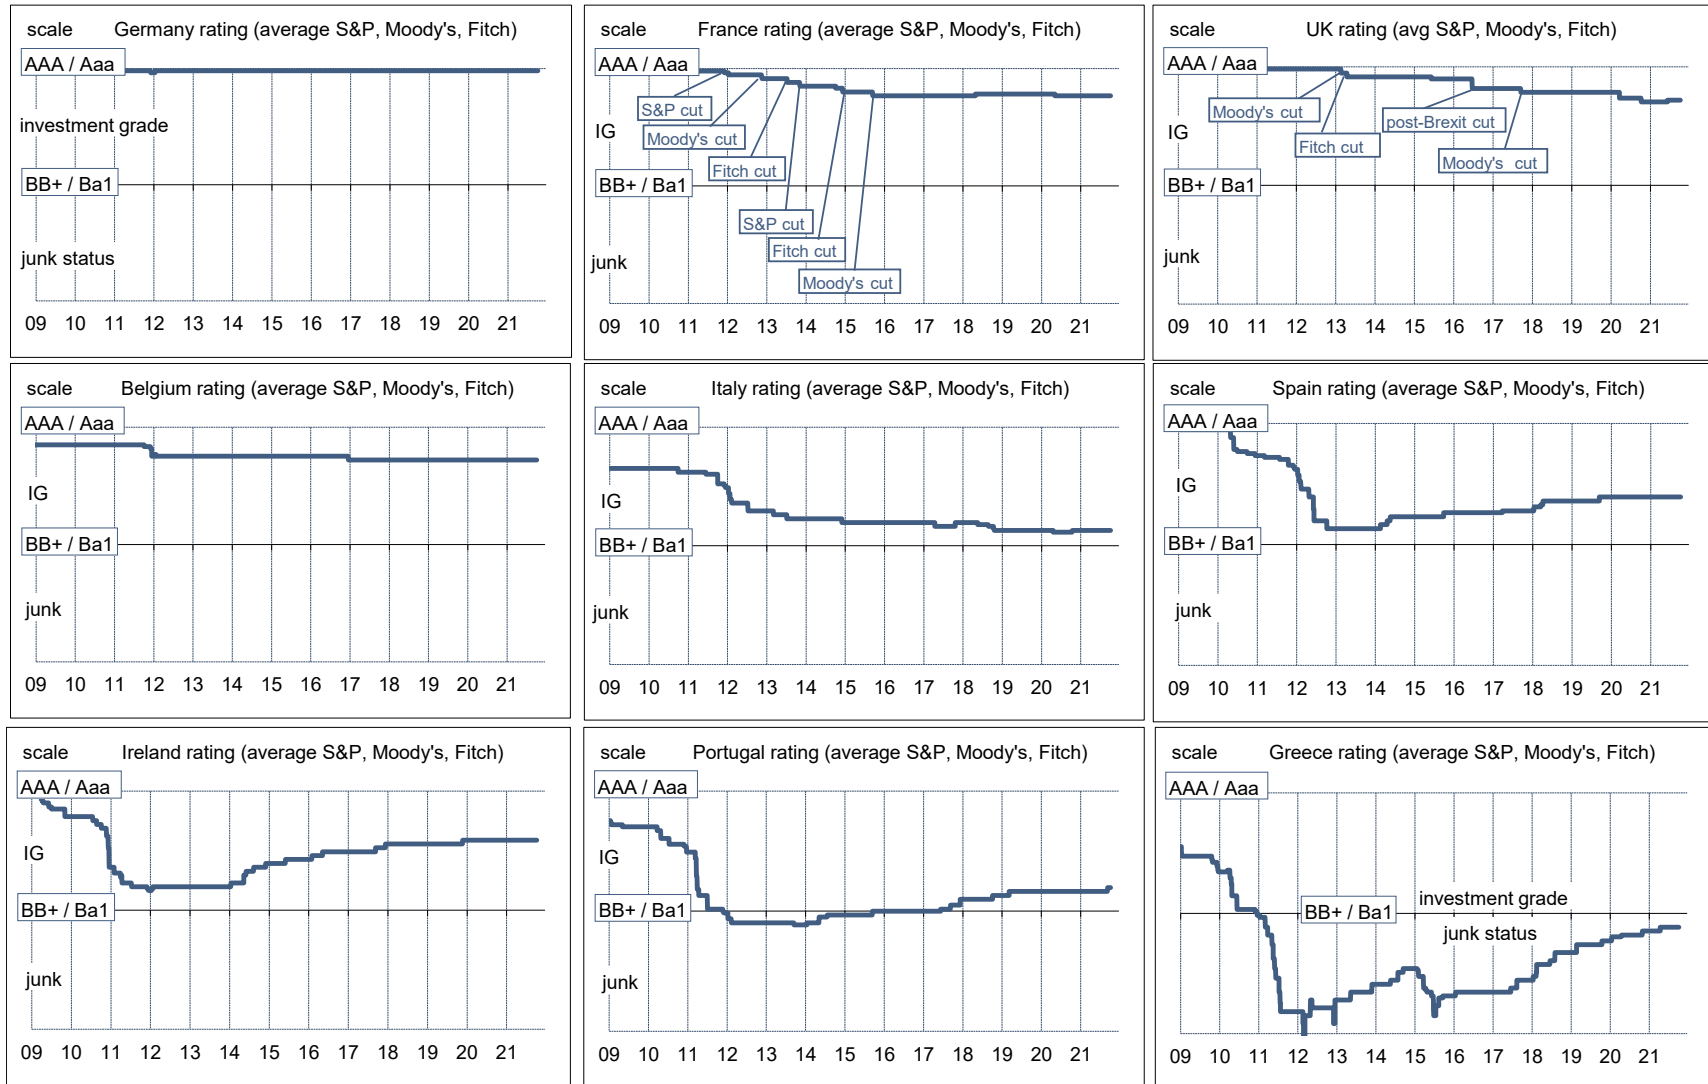 scale Germany rating (average S&P, Moody's, Fitch)
AAA / Aaa
investment grade
BB+ / Ba1
junk status
09 10 11 12 13 14 15 16 17 18 19 20 21
scale France rating (average S&P, Moody's, Fitch)
AAA / Aaa
S&P cut
IG
Moody's cut
Fitch cut
BB+ / Ba1
S&P cut
Fitch cut
junk
Moody's cut
09 10 11 12 13 14 15 16 17 18 19 20 21
scale UK rating (avg S&P, Moody's, Fitch)
AAA / Aaa
Moody's cut
post-Brexit cut
IG
Fitch cut
Moody's cut
BB+ / Ba1
junk
09 10 11 12 13 14 15 16 17 18 19 20 21
scale Belgium rating (average S&P, Moody's, Fitch)
AAA / Aaa
IG
BB+ / Ba1
junk
09 10 11 12 13 14 15 16 17 18 19 20 21
scale Italy rating (average S&P, Moody's, Fitch)
AAA / Aaa
IG
BB+ / Ba1
junk
09 10 11 12 13 14 15 16 17 18 19 20 21
scale Spain rating (average S&P, Moody's, Fitch)
AAA / Aaa
IG
BB+ / Ba1
junk
09 10 11 12 13 14 15 16 17 18 19 20 21
scale Ireland rating (average S&P, Moody's, Fitch)
AAA / Aaa
IG
BB+ / Ba1
junk
09 10 11 12 13 14 15 16 17 18 19 20 21
scale Portugal rating (average S&P, Moody's, Fitch)
AAA / Aaa
IG
BB+ / Ba1
junk
09 10 11 12 13 14 15 16 17 18 19 20 21
scale Greece rating (average S&P, Moody's, Fitch)
AAA / Aaa
investment grade
BB+ / Ba1
junk status
09 10 11 12 13 14 15 16 17 18 19 20 21